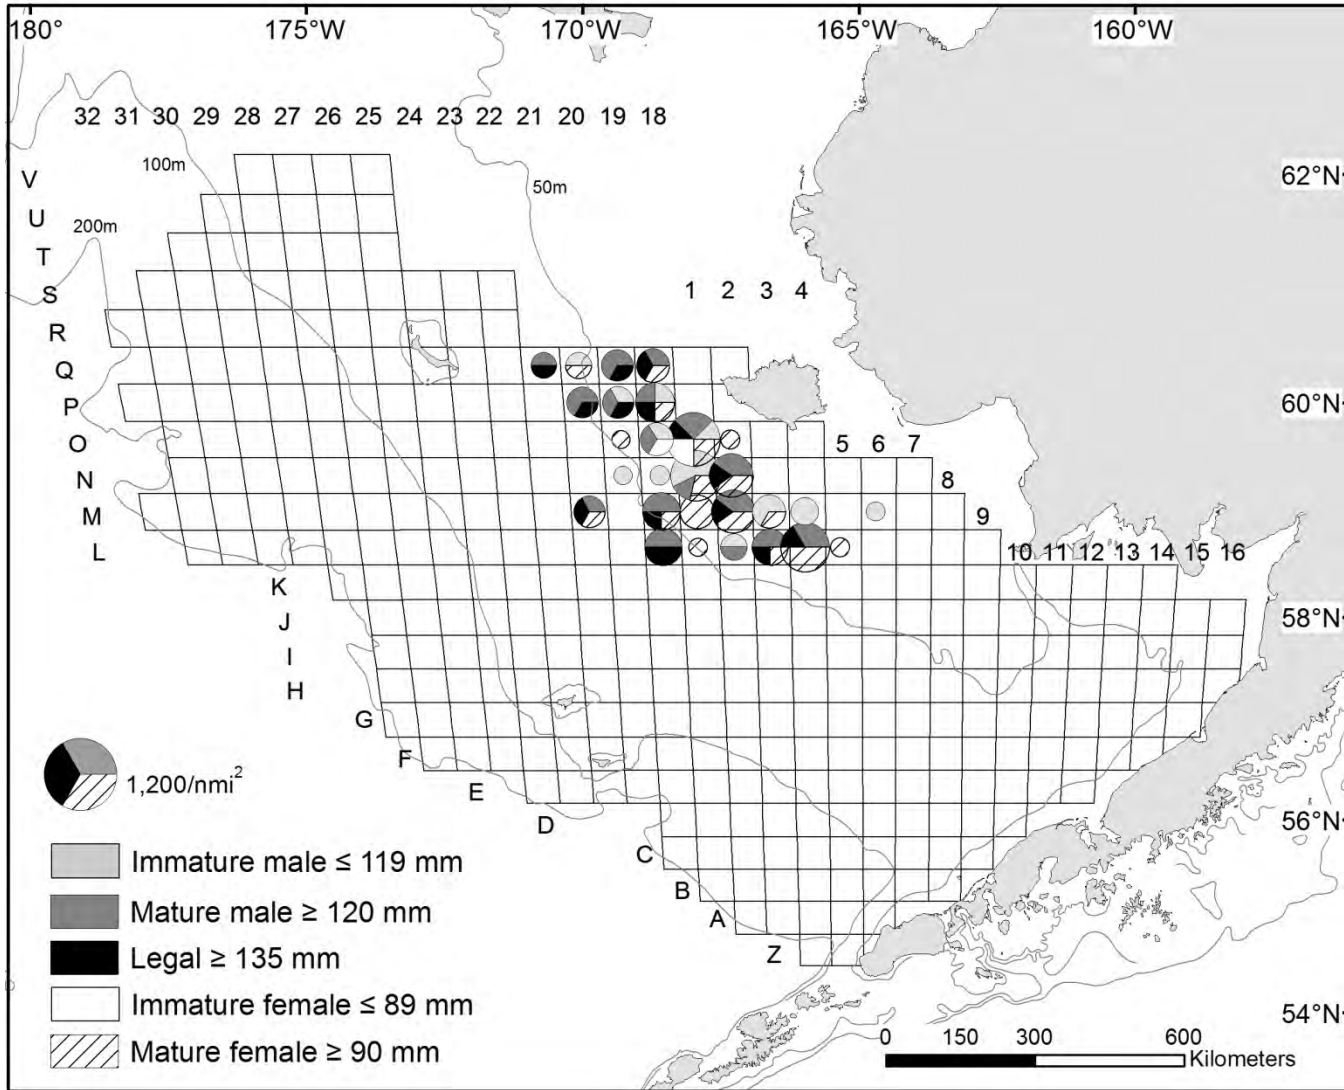 180° 175°W 170°W 165°W 160°W
32 31 30 29 28 27 26 25 24 23 22 21 20 19 18
100m
50m
62°N
V
200m
U
T
S
1 2 3 4
R
Q
P
60°N
O
5 6 7
N
8
M
9
L
10 11 12 13 14 15 16
K
58°N
J
I
H
G
F
E
1,200/nmi²
D
56°N
C
Immature male ≤ 119 mm
B
Mature male ≥ 120 mm
A
Z
Legal ≥ 135 mm
Immature female ≤ 89 mm
54°N
Mature female ≥ 90 mm
0 150 300 600
Kilometers